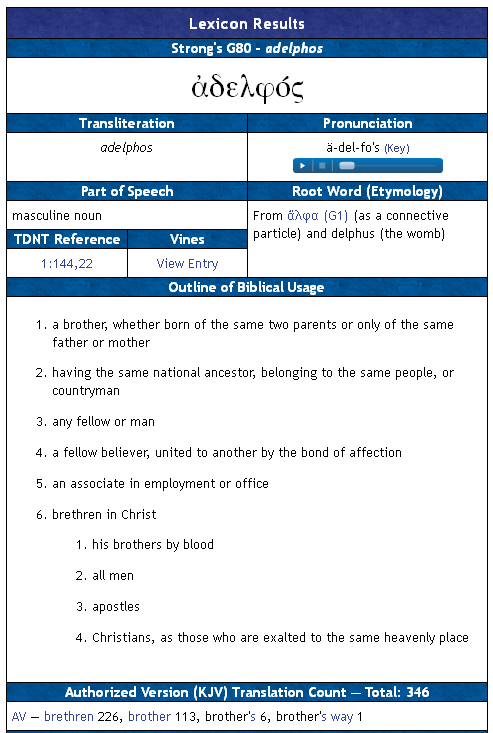 Lexicon Results
Strong's G80 - adelphos
ἀδελφός
Transliteration
Pronunciation
adelphos
ä-del-fo's (Key)
Part of Speech
Root Word (Etymology)
masculine noun
From ἄλφα (G1) (as a connective
particle) and delphus (the womb)
TDNT Reference
Vines
1:144,22
View Entry
Outline of Biblical Usage
1. a brother, whether born of the same two parents or only of the same
father or mother
2. having the same national ancestor, belonging to the same people, or
countryman
3. any fellow or man
4. a fellow believer, united to another by the bond of affection
5. an associate in employment or office
6. brethren in Christ
1. his brothers by blood
2. all men
3. apostles
4. Christians, as those who are exalted to the same heavenly place
Authorized Version (KJV) Translation Count — Total: 346
AV — brethren 226, brother 113, brother's 6, brother's way 1